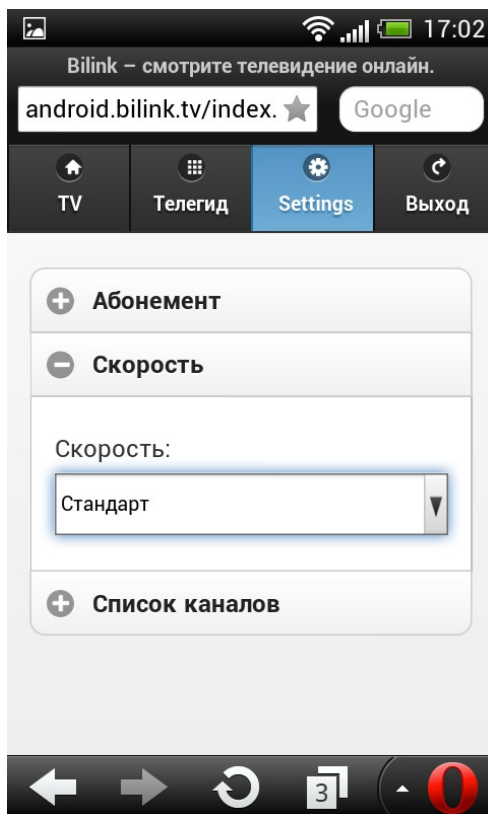 17:02
Bilink – смотрите телевидение онлайн.
android.bilink.tv/index.
Google
TV
Телегид
Settings
Выход
Абонемент
Скорость
Скорость:
Стандарт
Список каналов
3